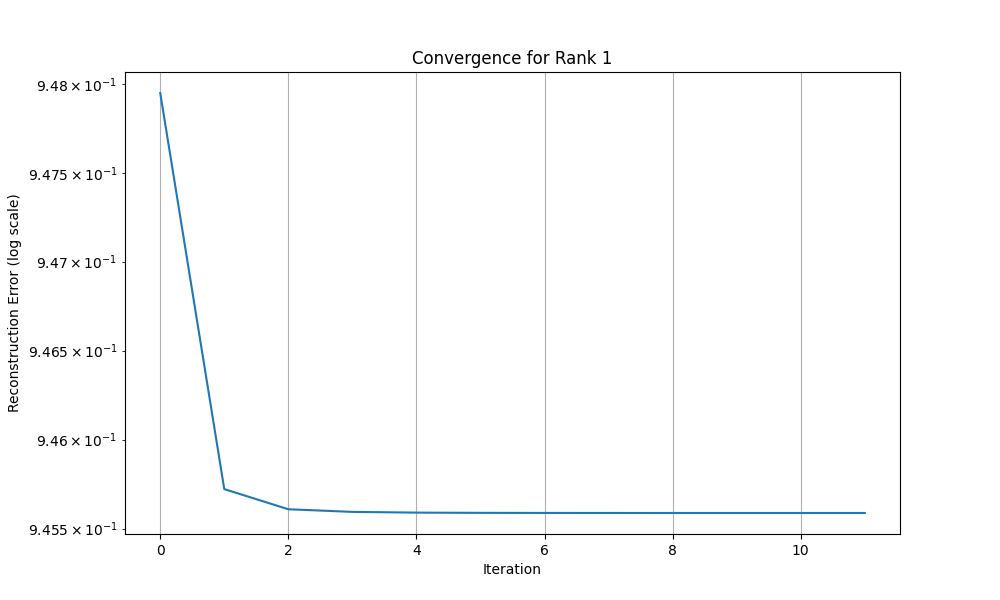 Convergence for Rank 1
Reconstruction Error (log scale)
9.48 × 10⁻¹
9.475 × 10⁻¹
9.47 × 10⁻¹
9.465 × 10⁻¹
9.46 × 10⁻¹
9.455 × 10⁻¹
0 2 4 6 8 10
Iteration